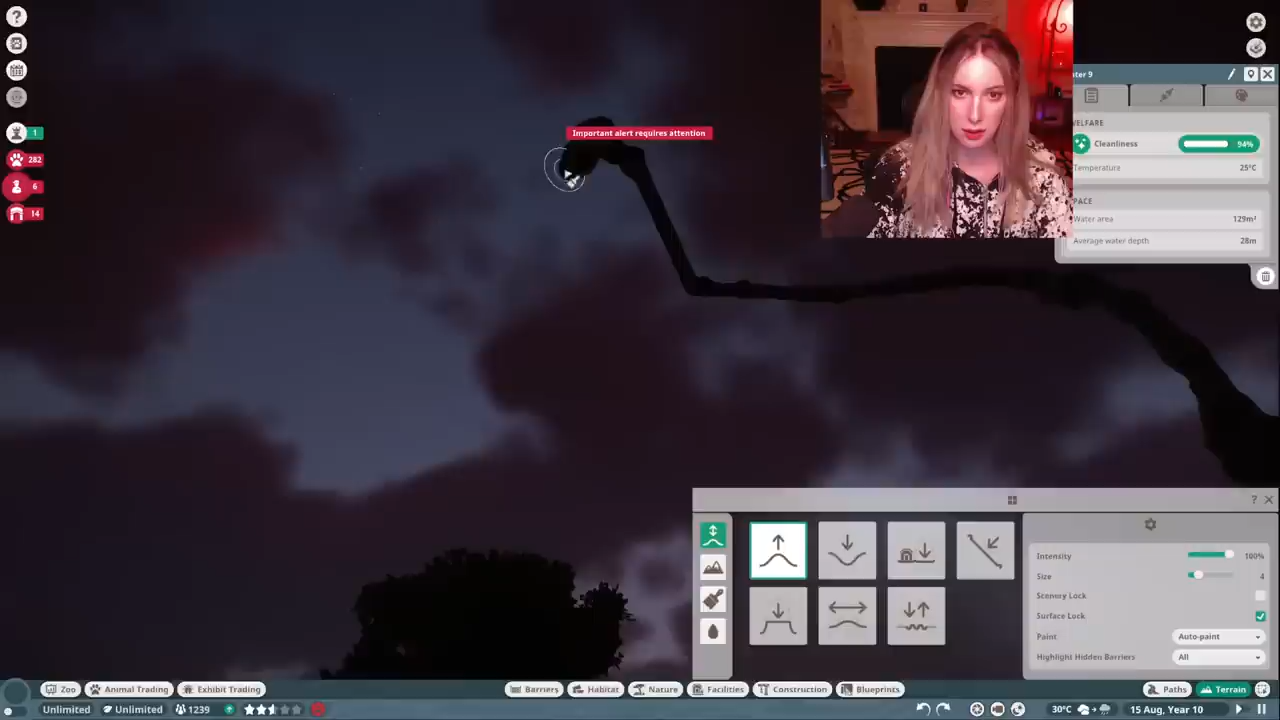 ?
1
282
6
14
Important alert requires attention
ter 9
WELFARE
Cleanliness 94%
Temperature 25°C
PACE
Water area 129m²
Average water depth 28m
?
Intensity 100%
Size 4
Scenery Lock
Surface Lock
Paint Auto-paint
Highlight Hidden Barriers All
Zoo Animal Trading Exhibit Trading Barriers Habitat Nature Facilities Construction Blueprints Paths Terrain
Unlimited Unlimited 1239 30°C 15 Aug, Year 10